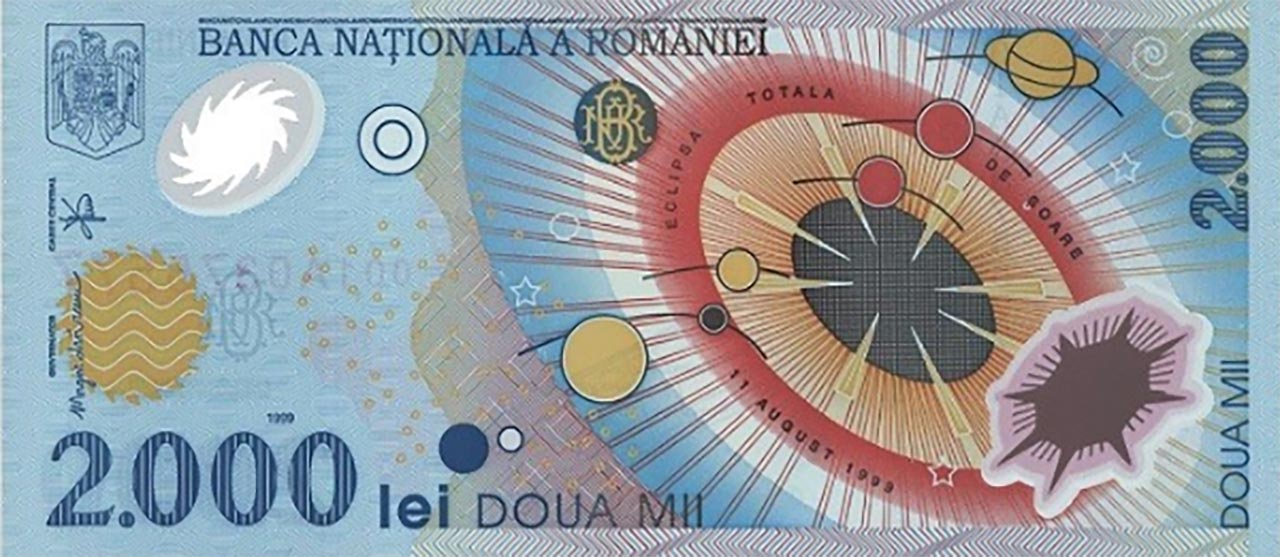 BANCA NAȚIONALĂ A ROMÂNIEI
ECLIPSA TOTALA DE SOARE
11 AUGUST 1999
2.000
DOUA MII
1999
2.000 lei DOUA MII